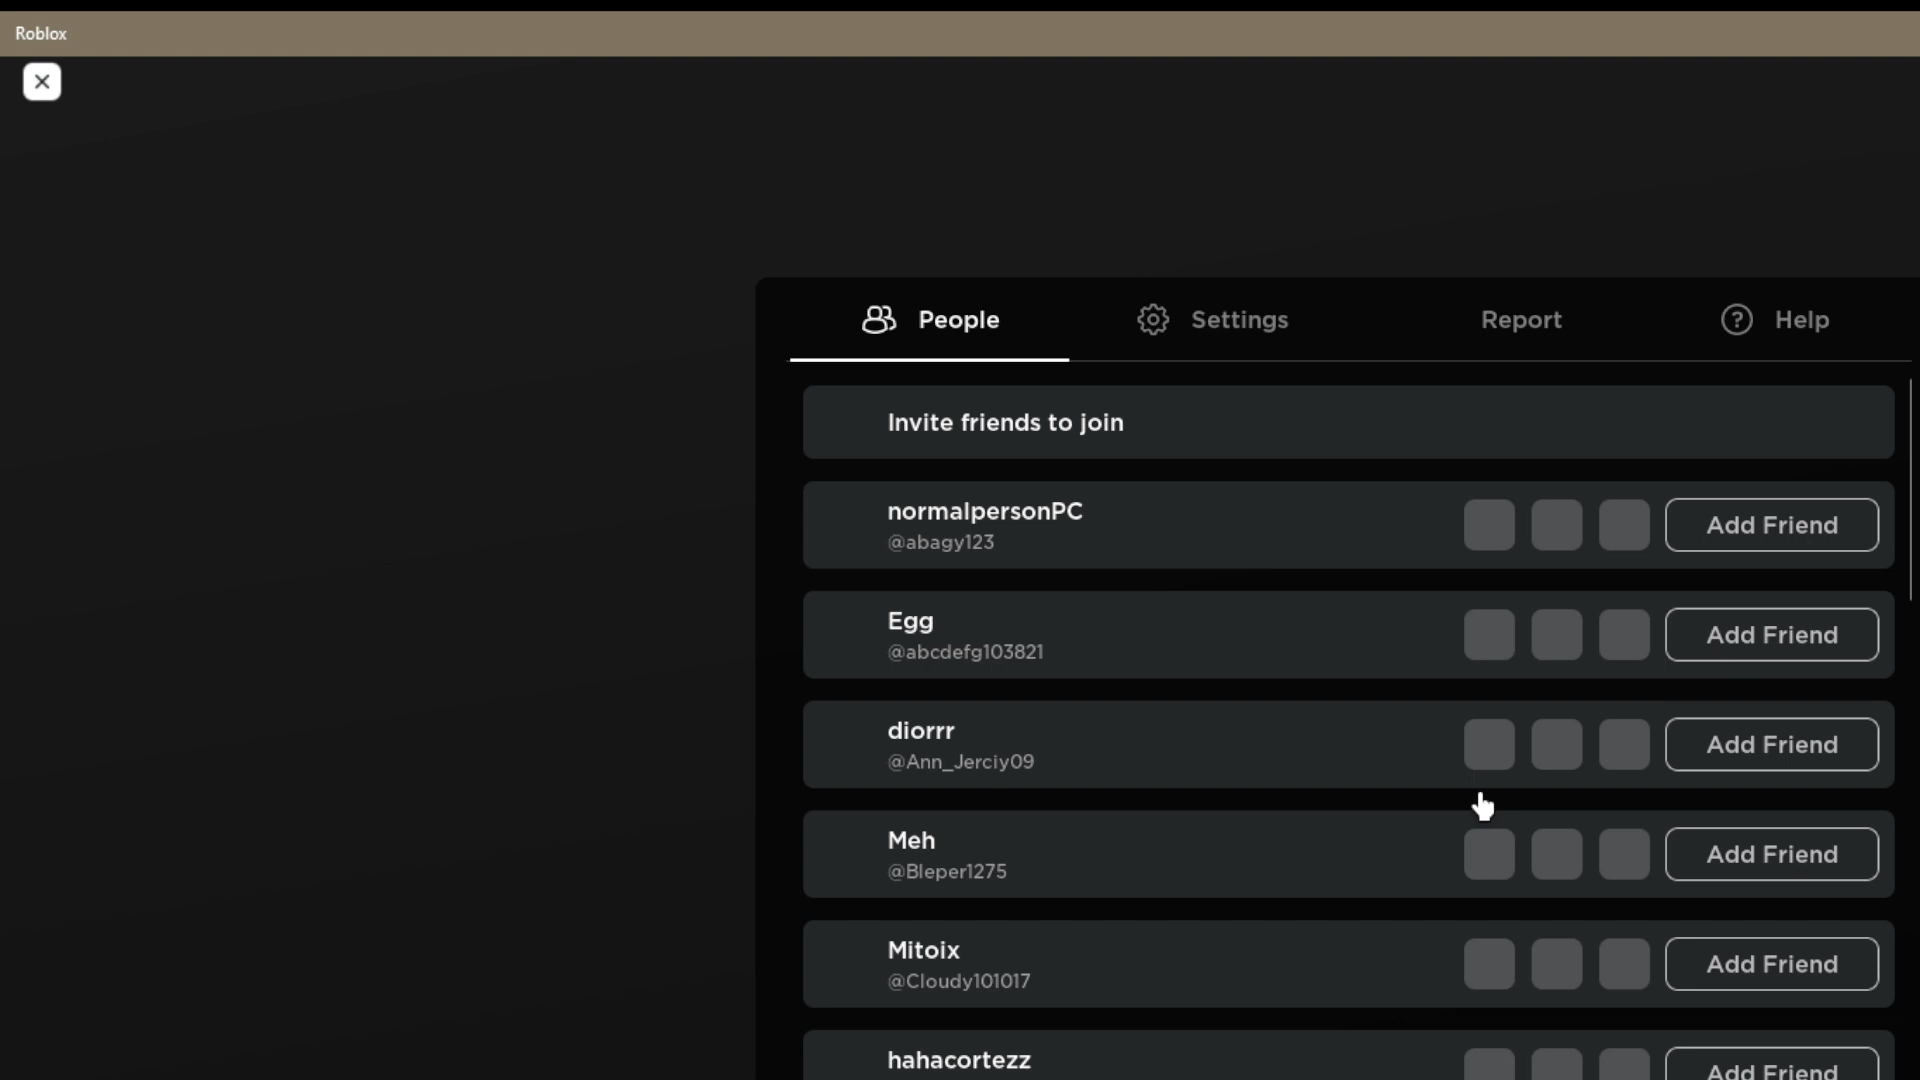 Roblox
People
Settings
Report
Help
Invite friends to join
normalpersonPC
@abagy123
Add Friend
Egg
@abcdefg103821
Add Friend
diorrr
@Ann_Jerciy09
Add Friend
Meh
@Bleper1275
Add Friend
Mitoix
@Cloudy101017
Add Friend
hahacortezz
Add Friend